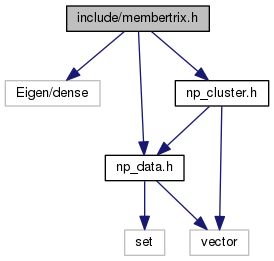 include/membertrix.h
Eigen/dense
np_cluster.h
np_data.h
set
vector